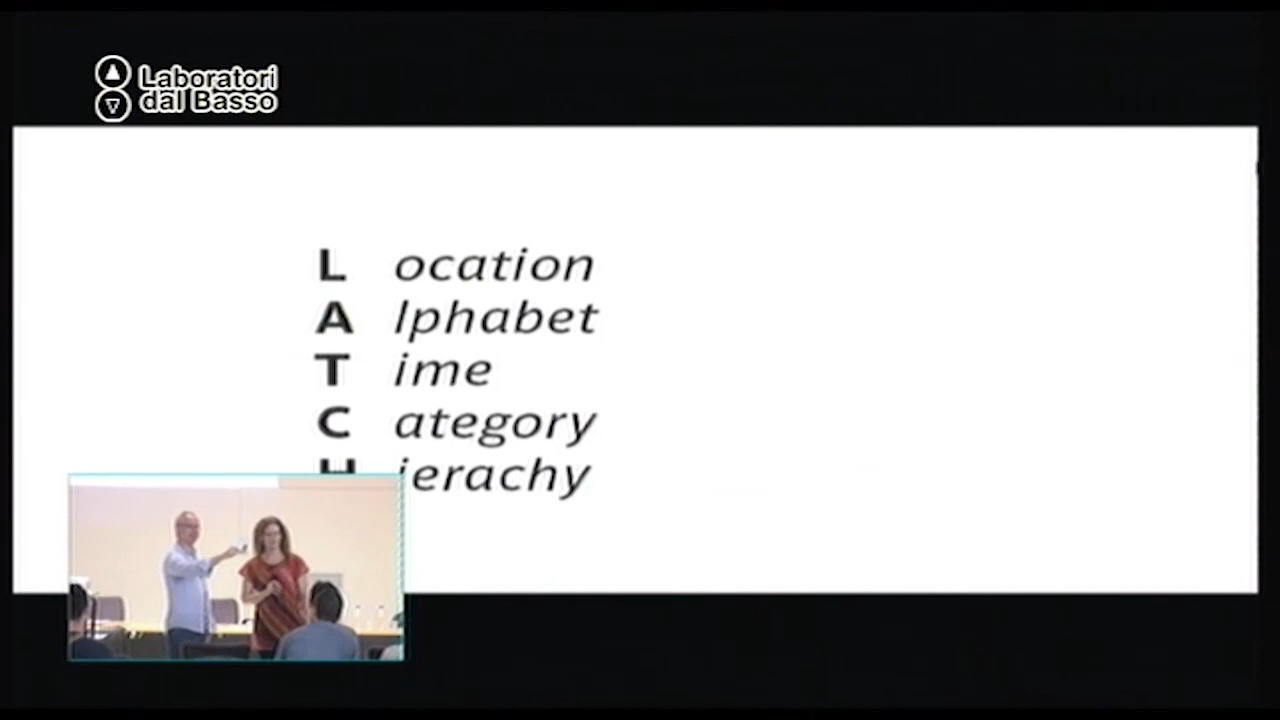 Laboratori
dal Basso
L ocation
A lphabet
T ime
C ategory
H ierachy